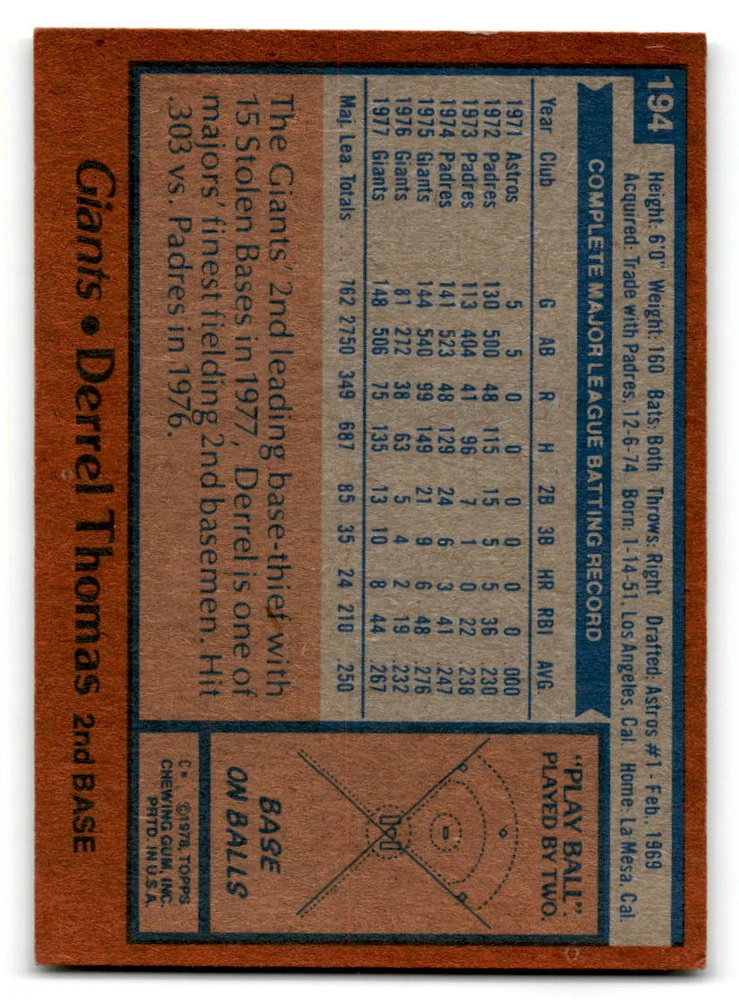 194
Height: 6'0" Weight: 160 Bats: Both Throws: Right Drafted: Astros #1 - Feb, 1969
Acquired: Trade with Padres, 12-6-74 Born: 1-14-51, Los Angeles, Cal. Home: La Mesa, Cal.
COMPLETE MAJOR LEAGUE BATTING RECORD
Year Club G AB R H 2B 3B HR RBI AVG.
1971 Astros 5 5 0 0 0 0 0 0 .000
1972 Padres 130 500 48 115 15 5 5 36 .230
1973 Padres 113 404 41 96 7 1 0 22 .238
1974 Padres 141 523 48 129 24 6 3 41 .247
1975 Giants 144 540 99 149 21 9 6 48 .276
1976 Giants 81 272 38 63 5 4 2 19 .232
1977 Giants 148 506 75 135 13 10 8 44 .267
Maj. Lea. Totals 762 2750 349 687 85 35 24 210 .250
The Giants' 2nd leading base-thief with
15 Stolen Bases in 1977, Derrel is one of
majors' finest fielding 2nd basemen. Hit
.303 vs. Padres in 1976.
"PLAY BALL".
PLAYED BY TWO.
BASE
ON BALLS
C* ©1978, TOPPS
CHEWING GUM, INC.
PRTD. IN U.S.A.
Giants • Derrel Thomas 2nd BASE